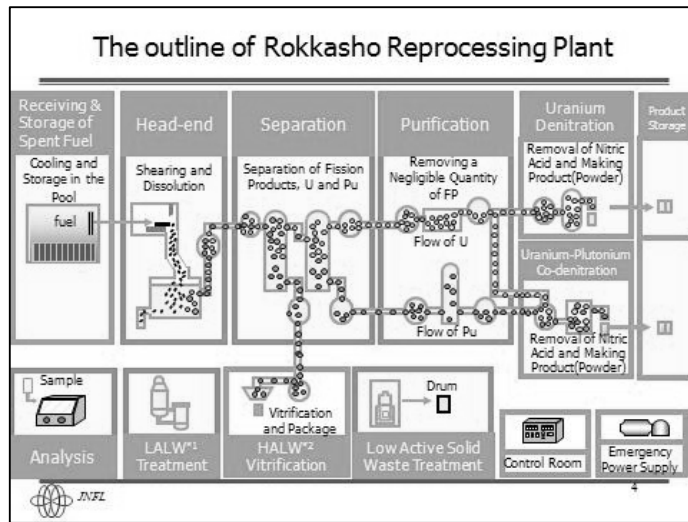 The outline of Rokkasho Reprocessing Plant
Receiving &
Storage of
Spent Fuel
Cooling and
Storage in the
Pool
fuel
Head-end
Shearing and
Dissolution
Separation
Separation of Fission
Products, U and Pu
Purification
Removing a
Negligible Quantity
of FP
Flow of U
Flow of Pu
Uranium
Denitration
Removal of Nitric
Acid and Making
Product(Powder)
Uranium-Plutonium
Co-denitration
Removal of Nitric
Acid and Making
Product(Powder)
Product
Storage
Sample
Analysis
LALW*1
Treatment
Vitrification
and Package
HALW*2
Vitrification
Drum
Low Active Solid
Waste Treatment
Control Room
Emergency
Power Supply
JNFL
4